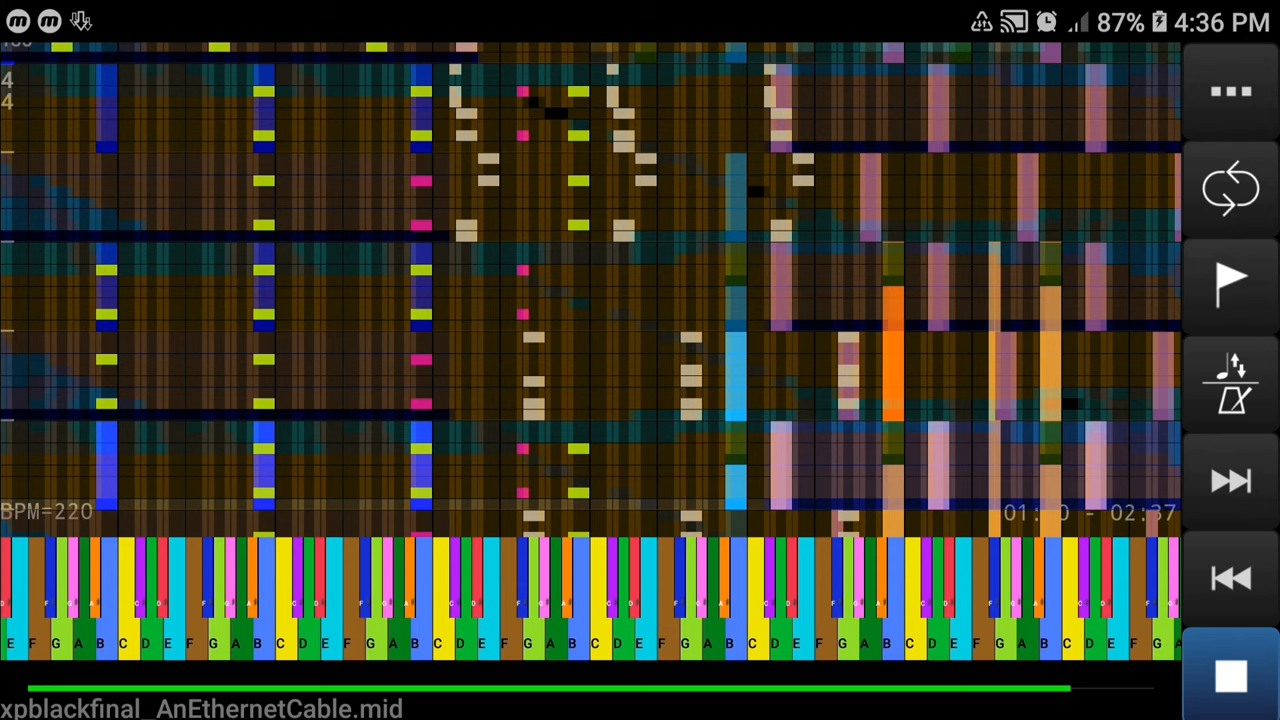 87% 4:36 PM
4
4
BPM=220
02:37
F G A F G A C D F G A C D F G A C D F G A C D F G A C D F G A C D F G
E F G A B C D E F G A B C D E F G A B C D E F G A B C D E F G A B C D E F G A B C D E F G A B C D E F G A
xpblackfinal_AnEthernetCable.mid